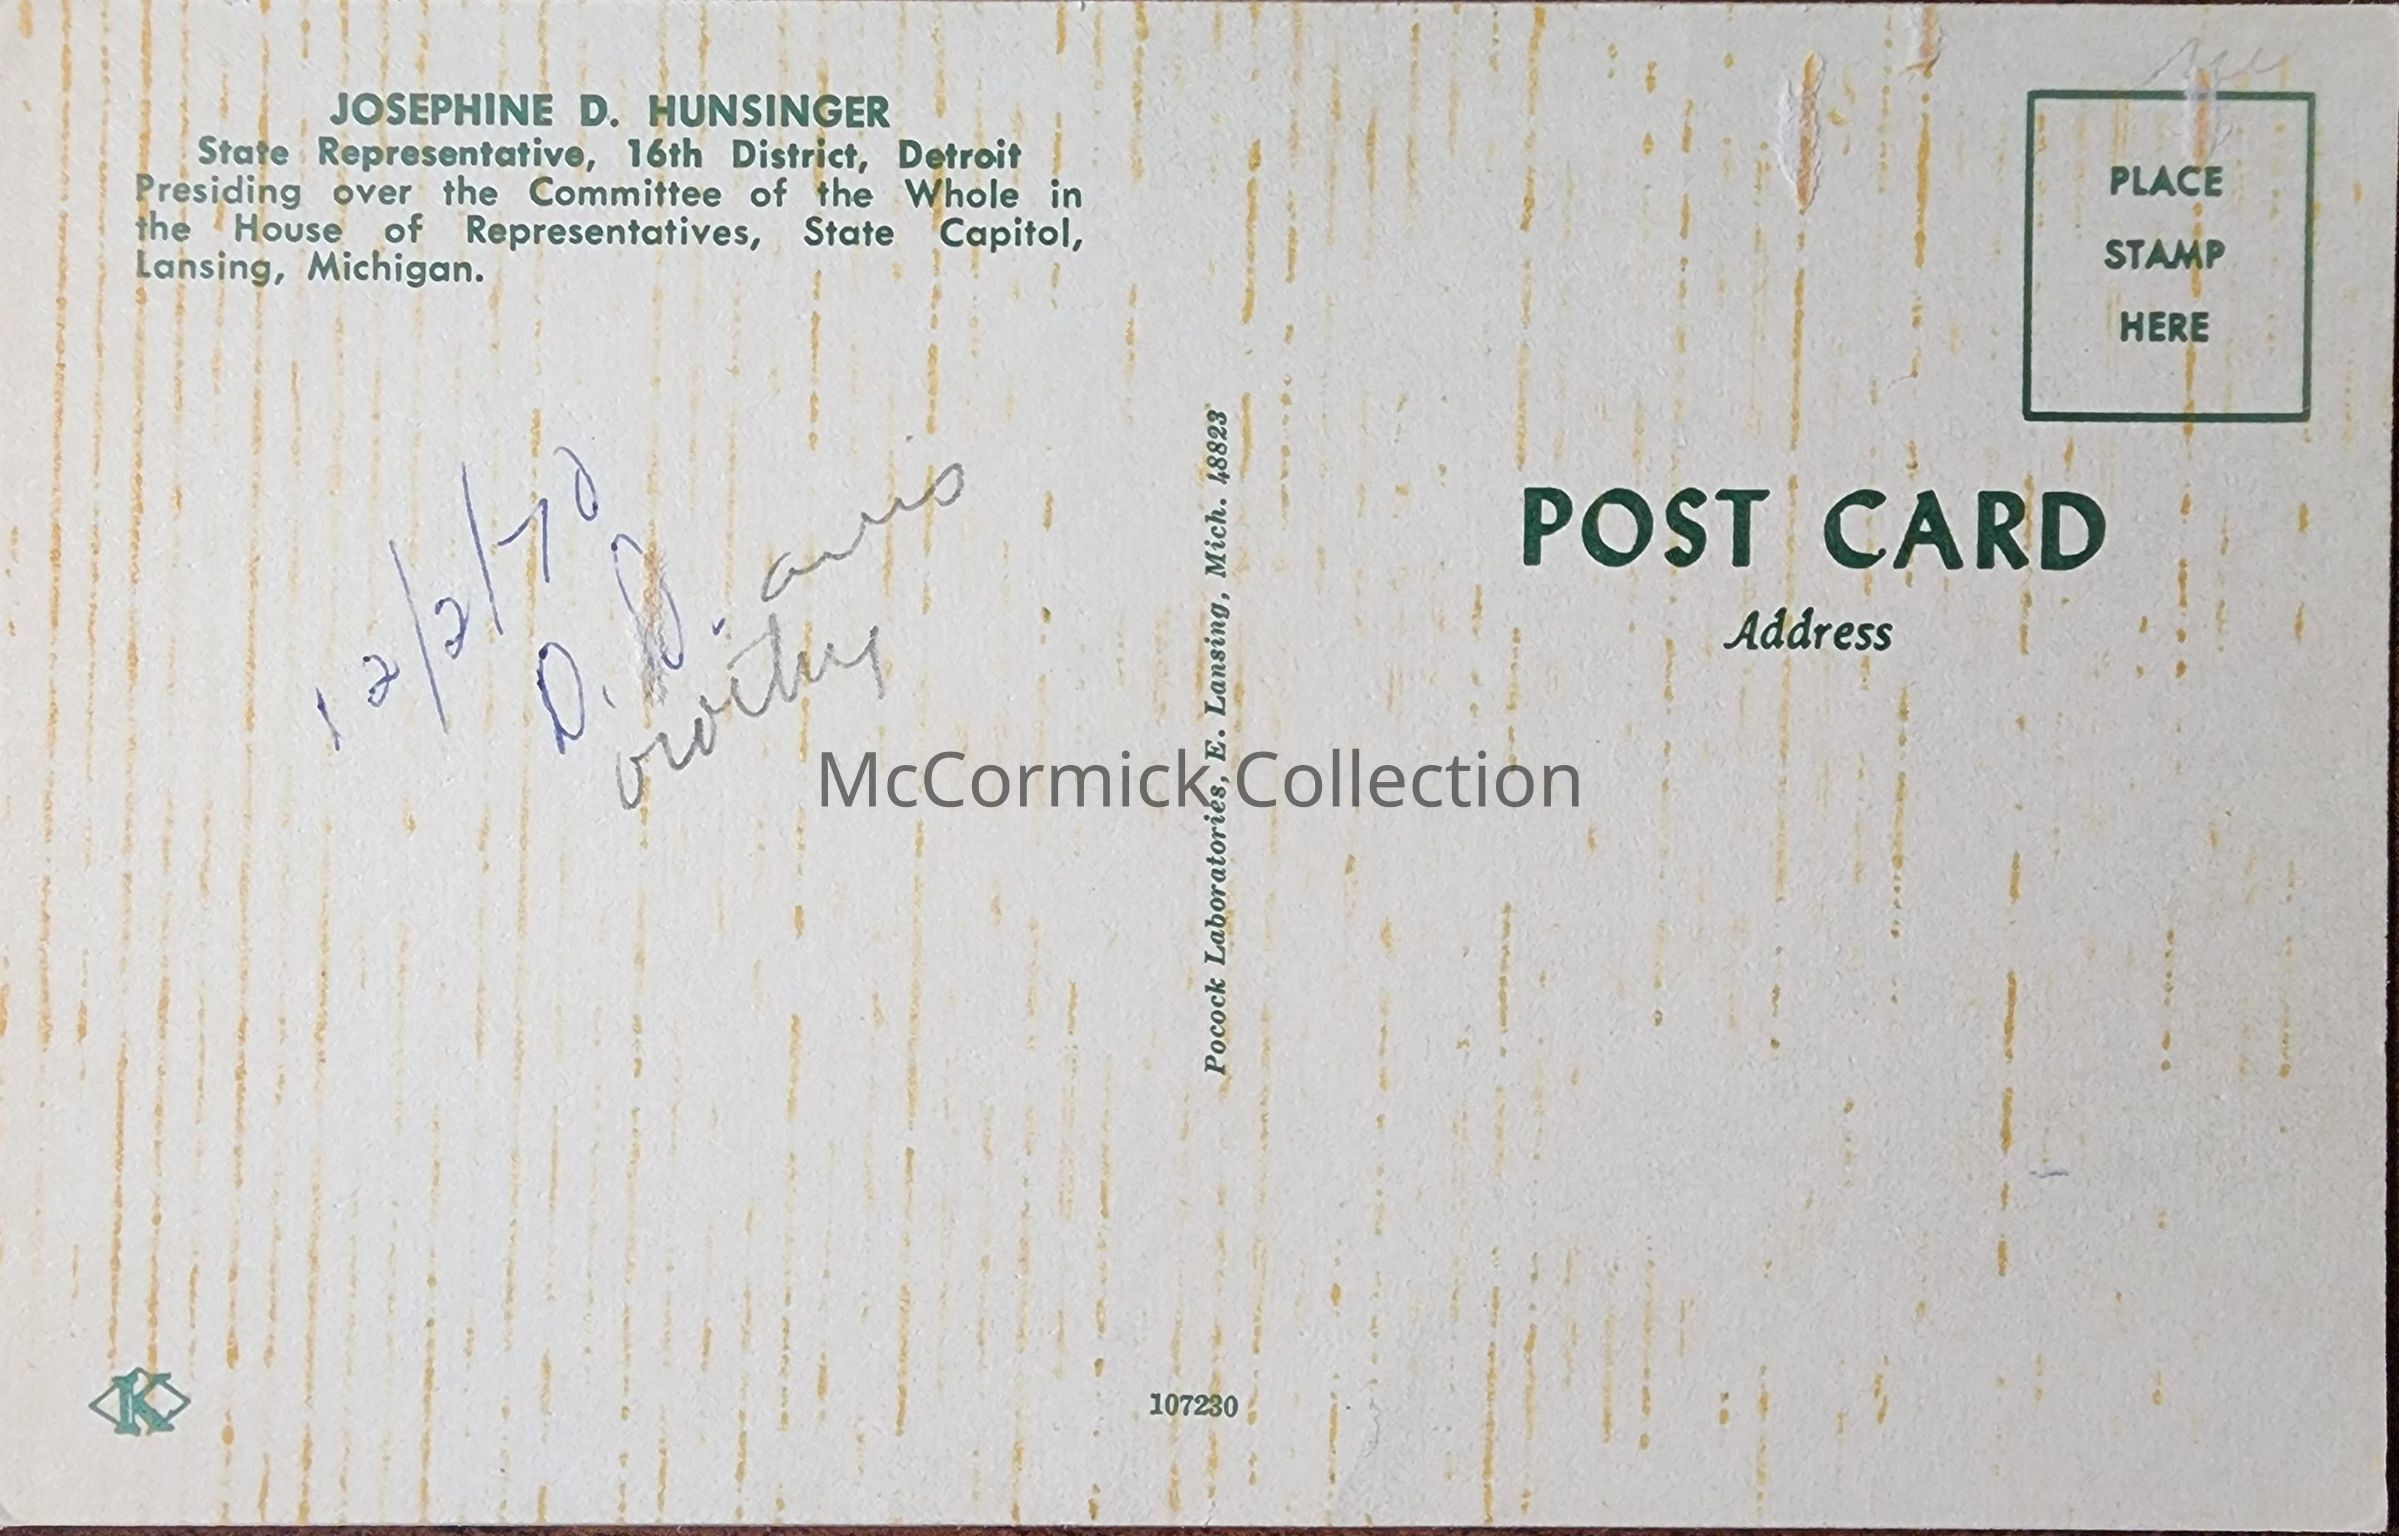 JOSEPHINE D. HUNSINGER
State Representative, 16th District, Detroit
Presiding over the Committee of the Whole in
the House of Representatives, State Capitol,
Lansing, Michigan.
12/2/70
D. D.
orothy
avis
Pocock Laboratories, E. Lansing, Mich. 48823
PLACE
STAMP
HERE
POST CARD
Address
McCormick Collection
K
107230